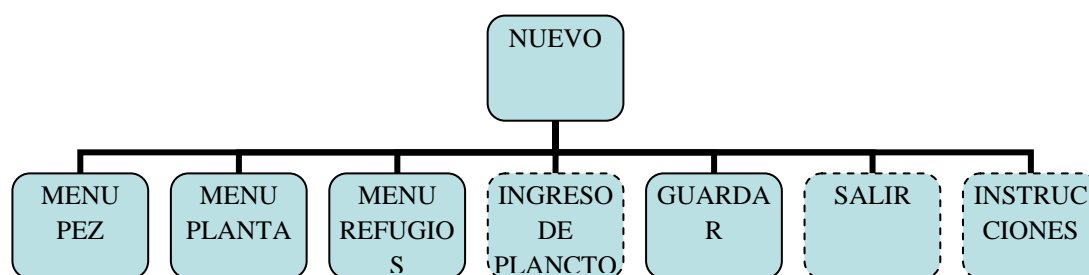 NUEVO
MENU
PEZ
MENU
PLANTA
MENU
REFUGIO
S
INGRESO
DE
PLANCTO
GUARDA
R
SALIR
INSTRUC
CIONES